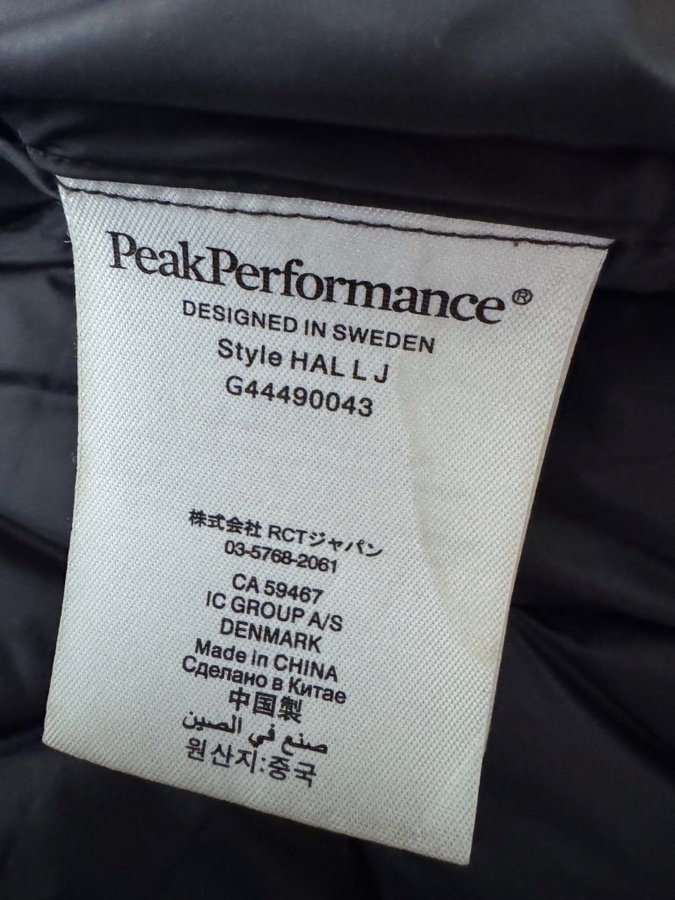 PeakPerformance®
DESIGNED IN SWEDEN
Style HAL L J
G44490043
株式会社 RCTジャパン
03-5768-2061
CA 59467
IC GROUP A/S
DENMARK
Made in CHINA
Сделано в Китае
中国製
صنع في الصين
원산지:중국